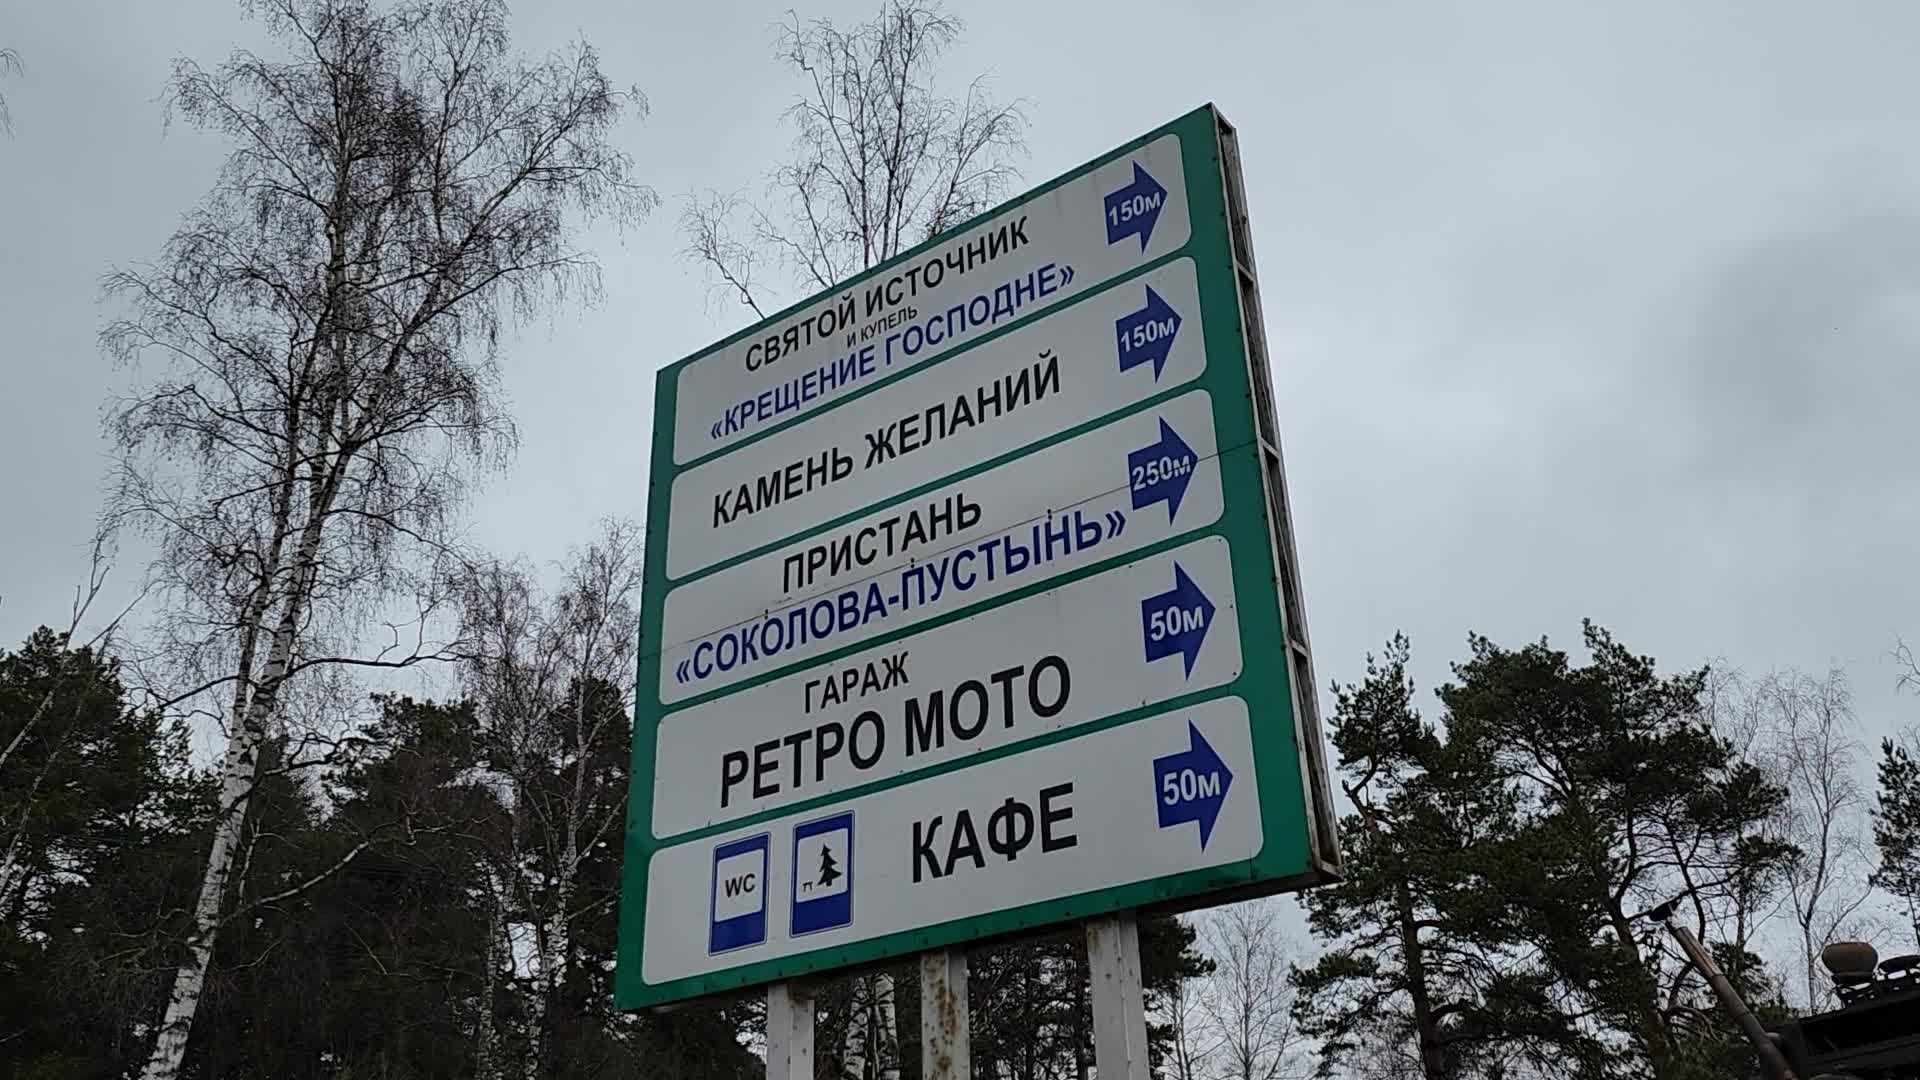 СВЯТОЙ ИСТОЧНИК
И КУПЕЛЬ
«КРЕЩЕНИЕ ГОСПОДНЕ»
150м
КАМЕНЬ ЖЕЛАНИЙ
150м
ПРИСТАНЬ
«СОКОЛОВА-ПУСТЫНЬ»
250м
ГАРАЖ
РЕТРО МОТО
50м
WC
КАФЕ
50м